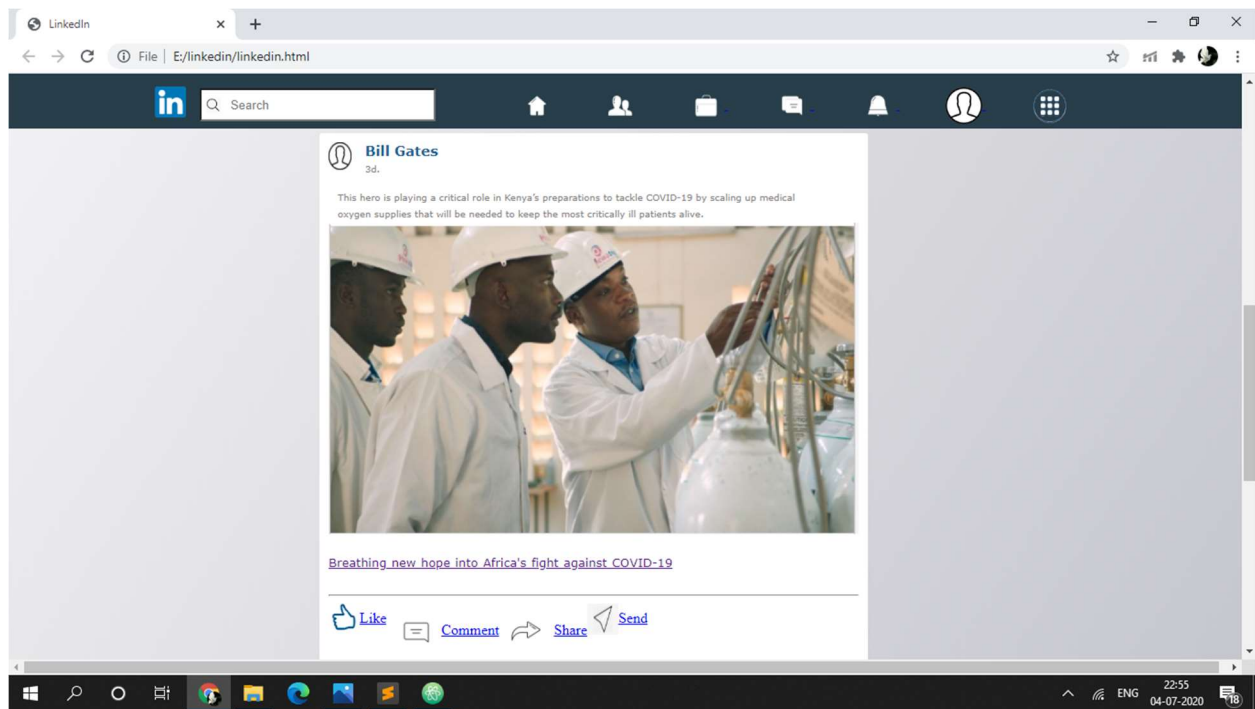 LinkedIn
File | E:/linkedin/linkedin.html
in Search
Bill Gates
3d.
This hero is playing a critical role in Kenya's preparations to tackle COVID-19 by scaling up medical
oxygen supplies that will be needed to keep the most critically ill patients alive.
Breathing new hope into Africa's fight against COVID-19
Like Comment Share Send
ENG 22:55
04-07-2020 18